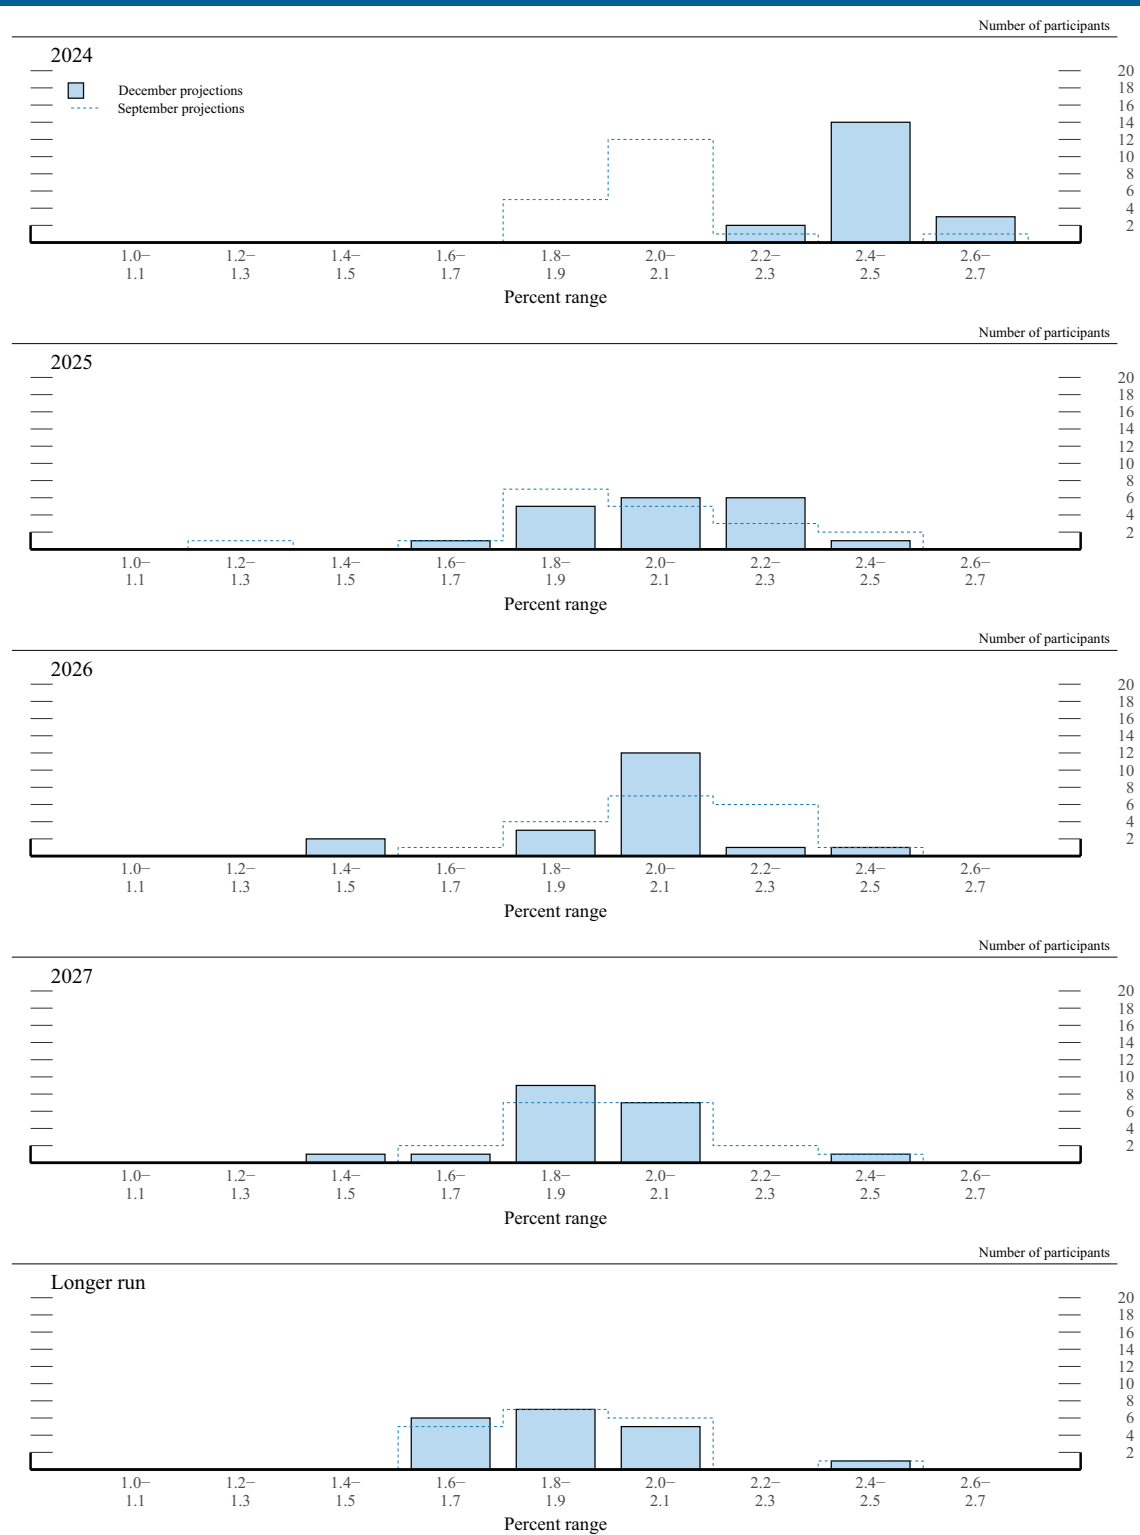 Number of participants
2024
December projections
September projections
20
18
16
14
12
10
8
6
4
2
1.0− 1.2− 1.4− 1.6− 1.8− 2.0− 2.2− 2.4− 2.6−
1.1 1.3 1.5 1.7 1.9 2.1 2.3 2.5 2.7
Percent range
Number of participants
2025
20
18
16
14
12
10
8
6
4
2
1.0− 1.2− 1.4− 1.6− 1.8− 2.0− 2.2− 2.4− 2.6−
1.1 1.3 1.5 1.7 1.9 2.1 2.3 2.5 2.7
Percent range
Number of participants
2026
20
18
16
14
12
10
8
6
4
2
1.0− 1.2− 1.4− 1.6− 1.8− 2.0− 2.2− 2.4− 2.6−
1.1 1.3 1.5 1.7 1.9 2.1 2.3 2.5 2.7
Percent range
Number of participants
2027
20
18
16
14
12
10
8
6
4
2
1.0− 1.2− 1.4− 1.6− 1.8− 2.0− 2.2− 2.4− 2.6−
1.1 1.3 1.5 1.7 1.9 2.1 2.3 2.5 2.7
Percent range
Number of participants
Longer run
20
18
16
14
12
10
8
6
4
2
1.0− 1.2− 1.4− 1.6− 1.8− 2.0− 2.2− 2.4− 2.6−
1.1 1.3 1.5 1.7 1.9 2.1 2.3 2.5 2.7
Percent range